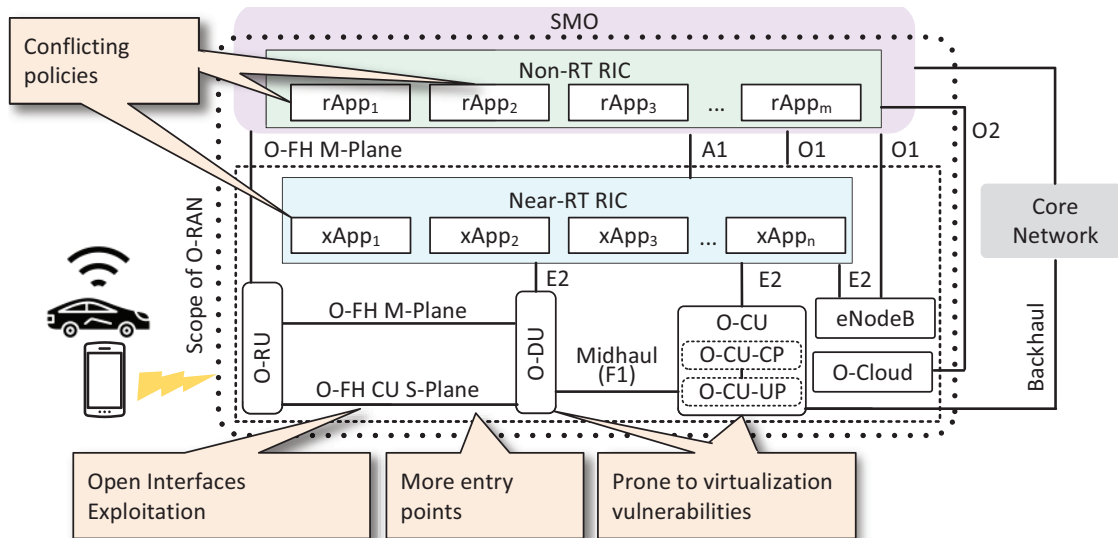 SMO
Conflicting
policies
Non-RT RIC
rApp₁
rApp₂
rApp₃
...
rAppₘ
O-FH M-Plane
A1
O1
O1
O2
Near-RT RIC
xApp₁
xApp₂
xApp₃
...
xAppₙ
Core
Network
Scope of O-RAN
E2
E2
E2
O-RU
O-FH M-Plane
O-DU
O-CU
eNodeB
Midhaul
(F1)
O-CU-CP
O-Cloud
O-FH CU S-Plane
O-CU-UP
Backhaul
Open Interfaces
Exploitation
More entry
points
Prone to virtualization
vulnerabilities